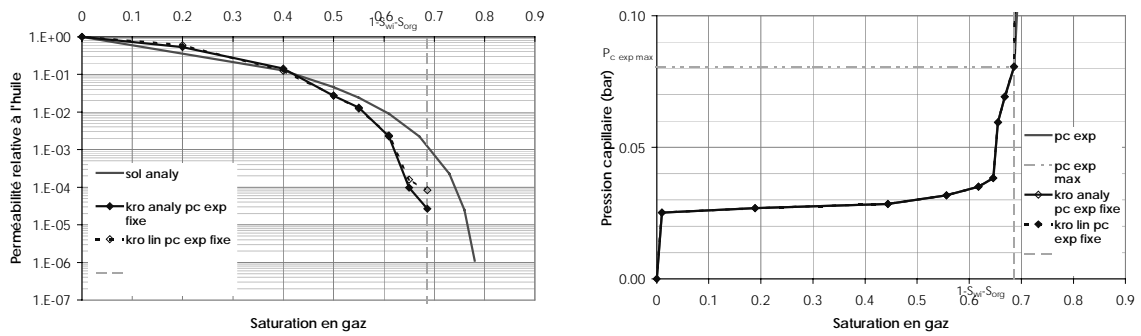 1-Swi-Sorg
0 0.1 0.2 0.3 0.4 0.5 0.6 0.7 0.8 0.9
1.E+00
1.E-01
1.E-02
1.E-03
1.E-04
1.E-05
1.E-06
1.E-07
Perméabilité relative à l'huile
sol analy
kro analy pc exp
fixe
kro lin pc exp fixe
Saturation en gaz
0.10
Pc exp max
0.05
0.00
Pression capillaire (bar)
pc exp
pc exp
max
kro analy
pc exp fixe
kro lin pc
exp fixe
1-Swi-Sorg
0 0.1 0.2 0.3 0.4 0.5 0.6 0.7 0.8 0.9
Saturation en gaz